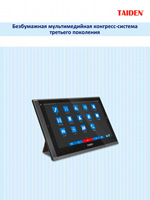 TAIDEN
Безбумажная мультимедийная конгресс-система
третьего поколения